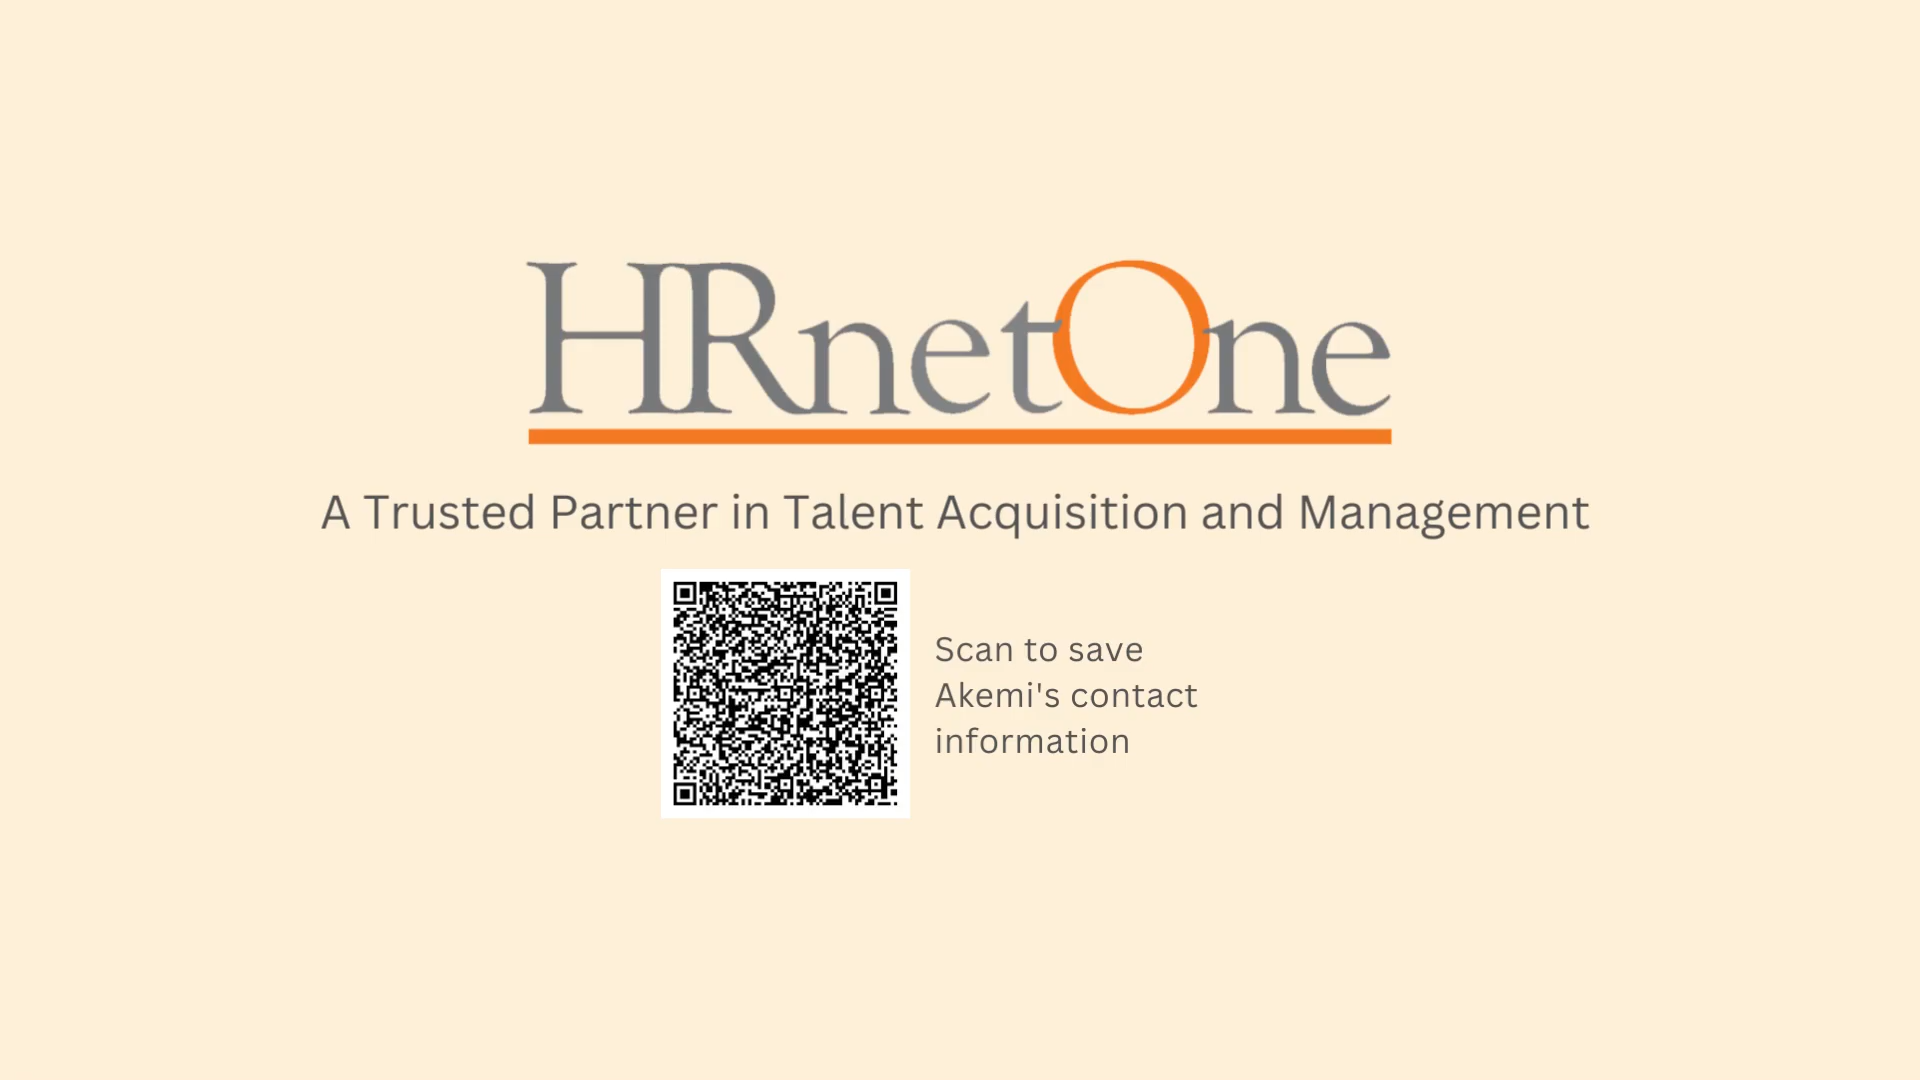 HRnetOne
A Trusted Partner in Talent Acquisition and Management
Scan to save
Akemi's contact
information